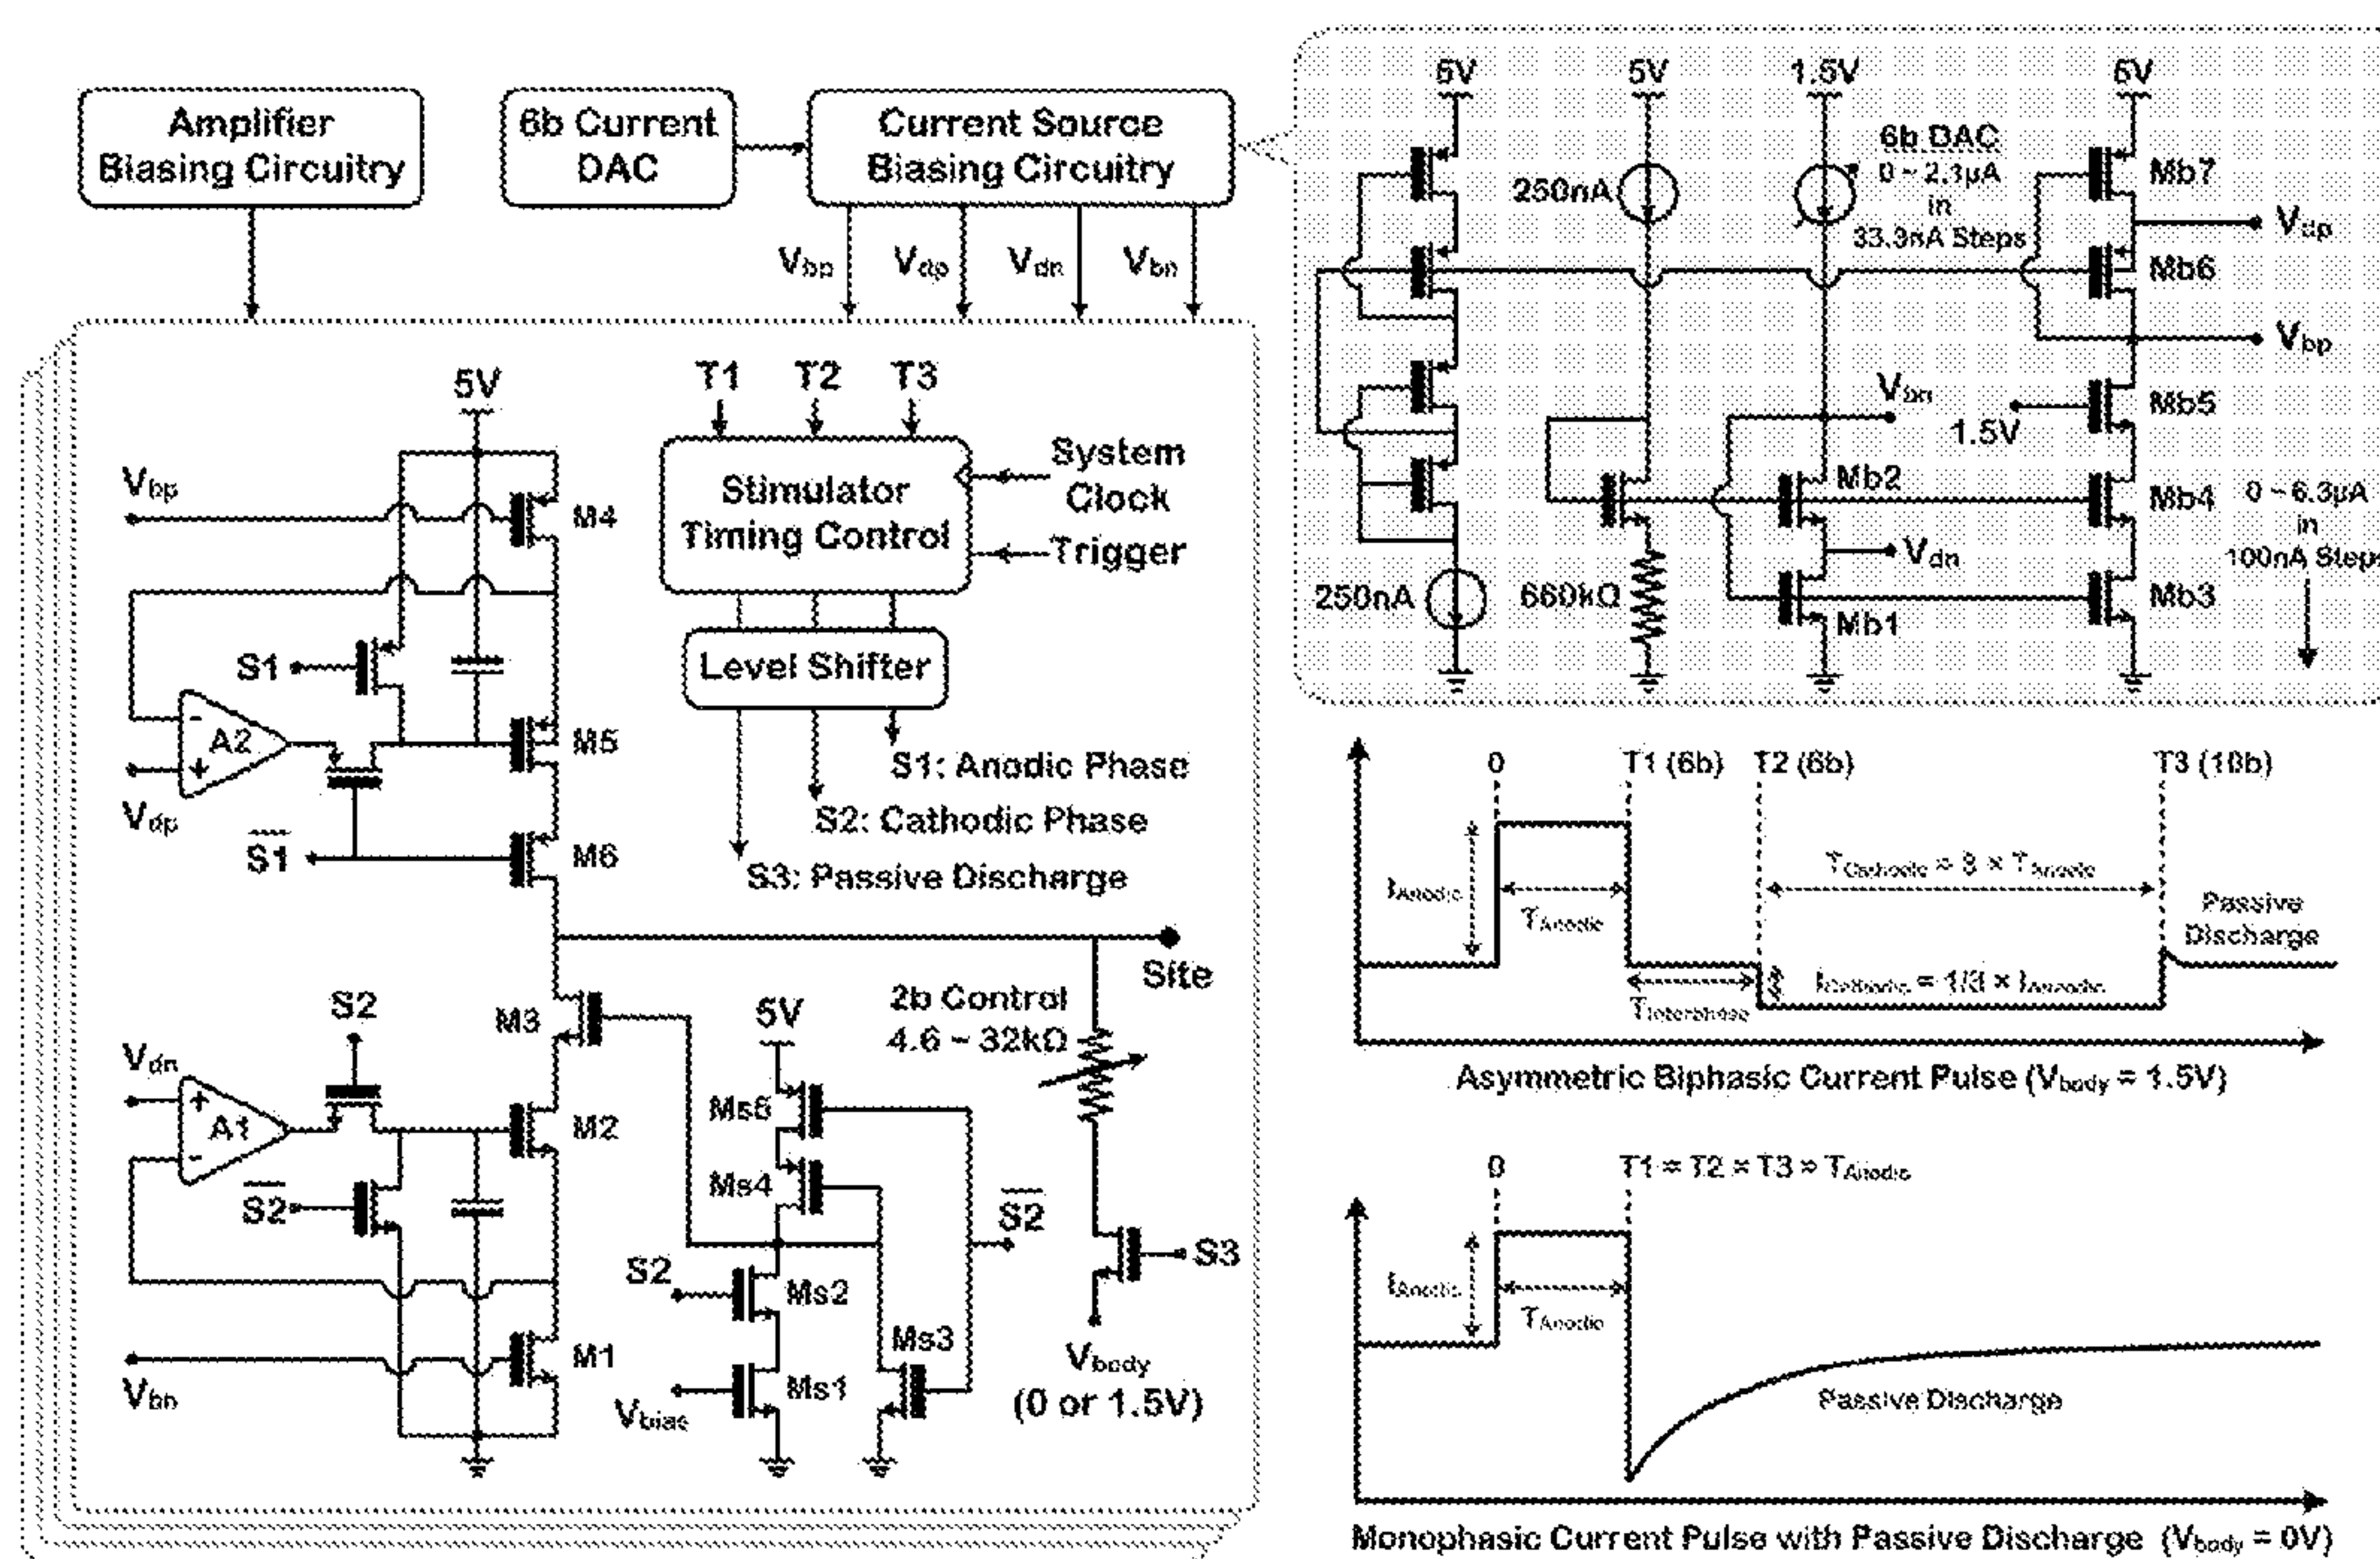 Amplifier
Biasing Circuitry
6b Current
DAC
Current Source
Biasing Circuitry
Vbp
Vdp
Vdn
Vbn
5V
5V
1.5V
5V
250nA
6b DAC
0 ~ 2.1µA
in
33.3nA Steps
Mb7
Vdp
Mb6
Vbp
Vbn
Mb5
1.5V
Mb2
Mb4
0 ~ 6.3µA
in
100nA Steps
Vdn
250nA
660kΩ
Mb1
Mb3
5V
T1
T2
T3
Vbp
M4
Stimulator
Timing Control
System
Clock
Trigger
S1
Level Shifter
A2
M5
Vdp
S1
M6
S1: Anodic Phase
S2: Cathodic Phase
S3: Passive Discharge
Site
S2
M3
5V
2b Control
4.6 ~ 32kΩ
Vdn
A1
M2
Ms5
Ms4
S2
S2
S2
Ms2
S3
Ms3
M1
Vbn
Vbias
Ms1
Vbody
(0 or 1.5V)
0
T1 (6b)
T2 (6b)
T3 (10b)
IAnodic
TAnodic
TCathodic = 3 × TAnodic
Passive
Discharge
TInterphase
ICathodic = 1/3 × IAnodic
Asymmetric Biphasic Current Pulse (Vbody = 1.5V)
0
T1 = T2 = T3 = TAnodic
IAnodic
TAnodic
Passive Discharge
Monophasic Current Pulse with Passive Discharge (Vbody = 0V)